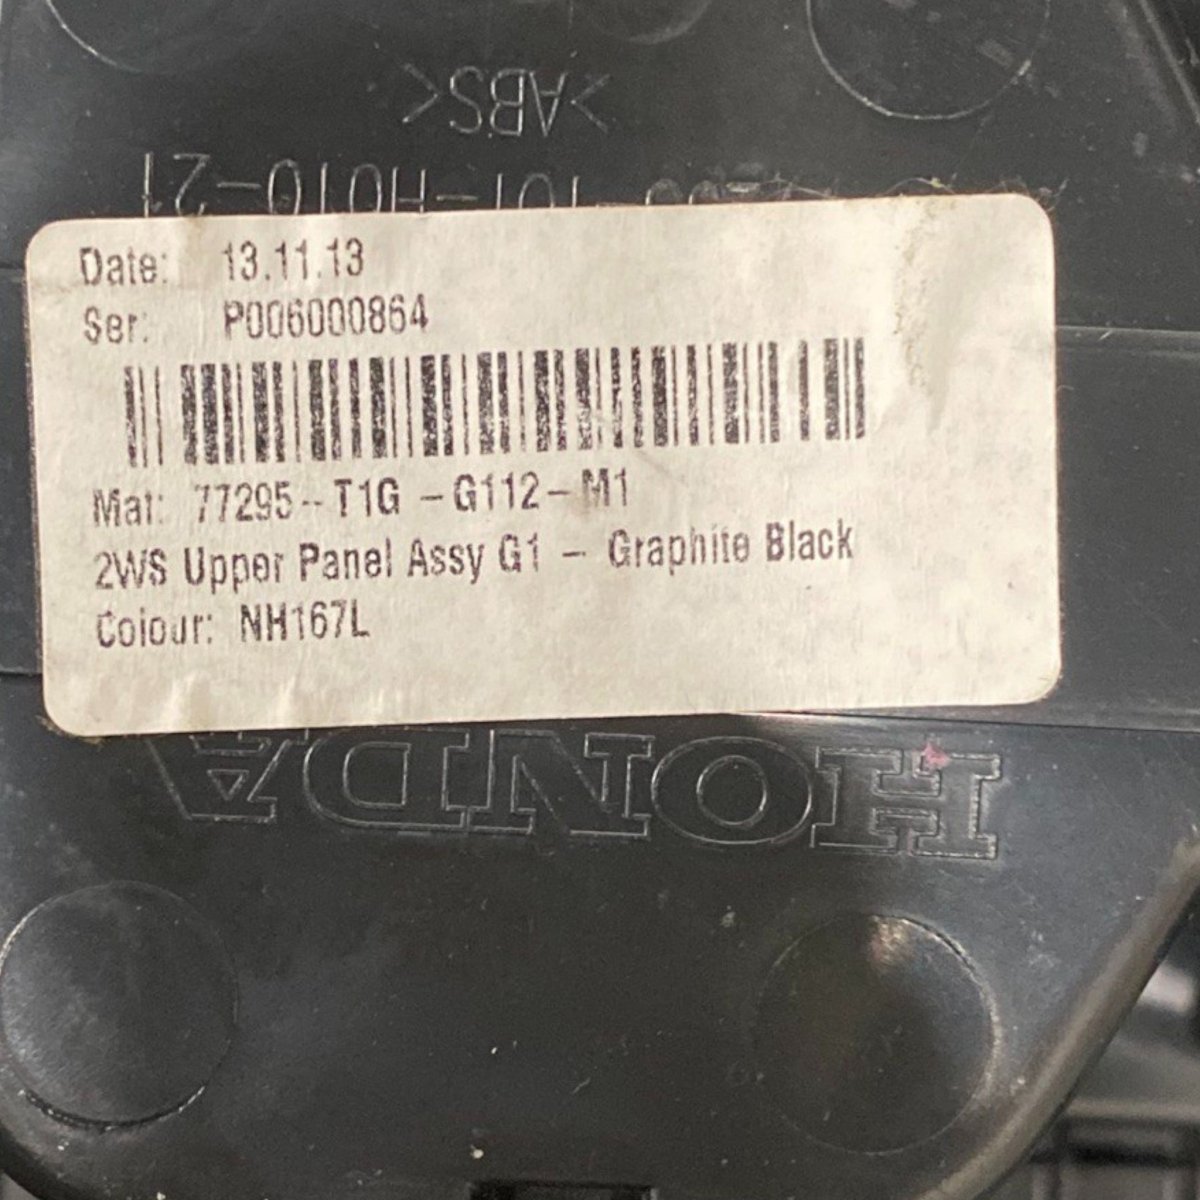 >ABS<
Date: 13.11.13
Ser: P006000864
Mat: 77295-T1G -G112-M1
2WS Upper Panel Assy G1 - Graphite Black
Colour: NH167L
HONDA